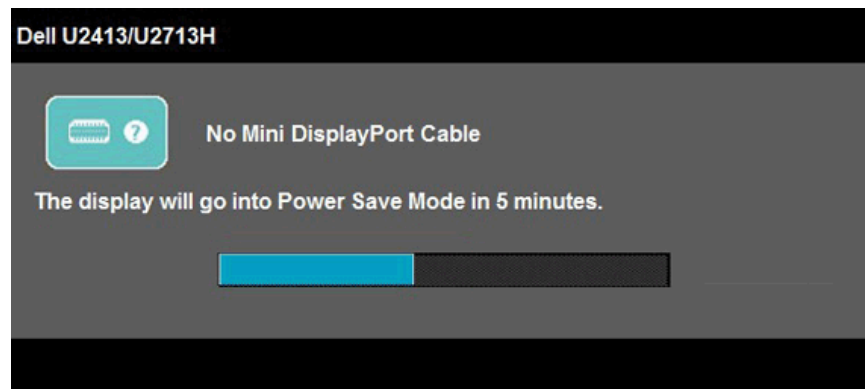 Dell U2413/U2713H
?
No Mini DisplayPort Cable
The display will go into Power Save Mode in 5 minutes.